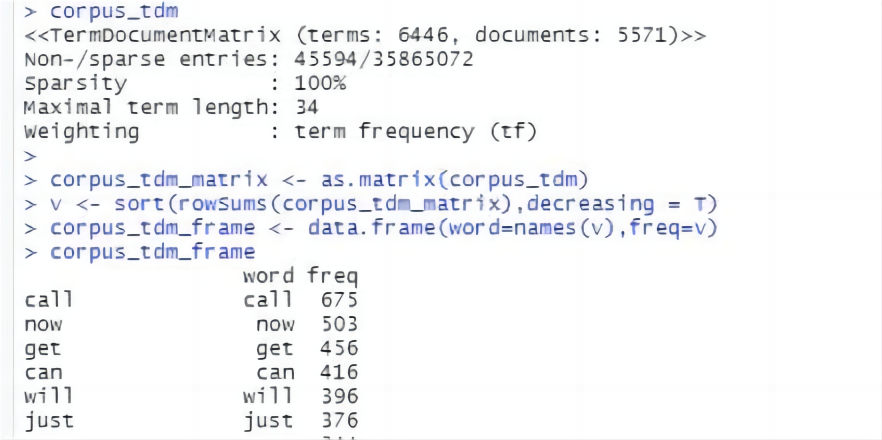 > corpus_tdm
<<TermDocumentMatrix (terms: 6446, documents: 5571)>>
Non-/sparse entries: 45594/35865072
Sparsity           : 100%
Maximal term length: 34
Weighting          : term frequency (tf)
>
> corpus_tdm_matrix <- as.matrix(corpus_tdm)
> v <- sort(rowSums(corpus_tdm_matrix),decreasing = T)
> corpus_tdm_frame <- data.frame(word=names(v),freq=v)
> corpus_tdm_frame
word freq
call call 675
now now 503
get get 456
can can 416
will will 396
just just 376